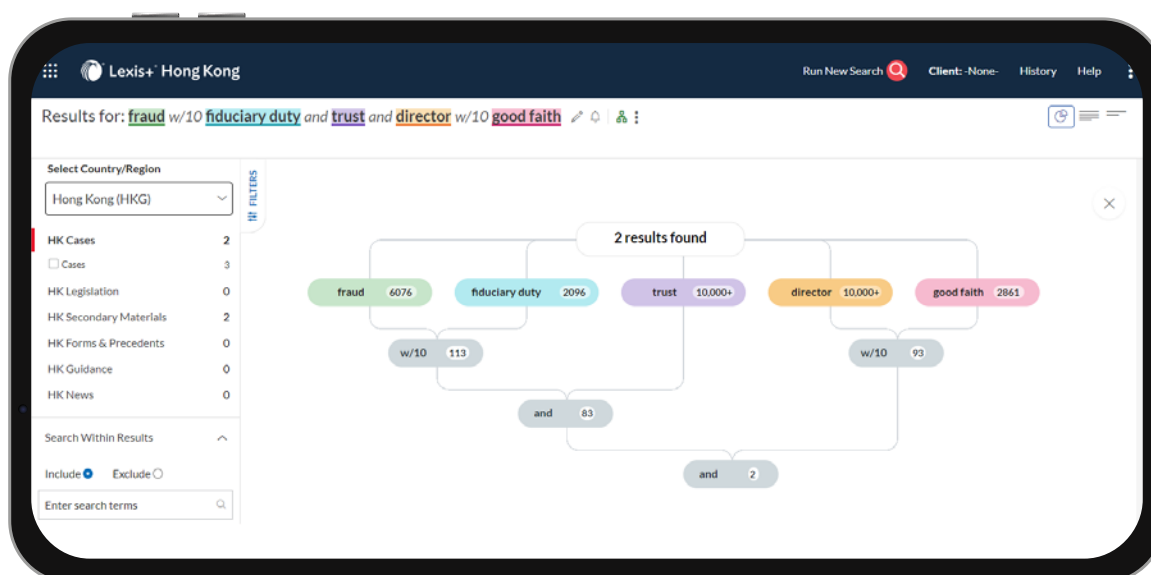 Lexis+ Hong Kong
Run New Search
Client: -None-
History
Help
Results for: fraud w/10 fiduciary duty and trust and director w/10 good faith
Select Country/Region
Hong Kong (HKG)
FILTERS
HK Cases 2
Cases 3
HK Legislation 0
HK Secondary Materials 2
HK Forms & Precedents 0
HK Guidance 0
HK News 0
Search Within Results
Include Exclude
Enter search terms
2 results found
fraud 6076
fiduciary duty 2096
trust 10,000+
director 10,000+
good faith 2861
w/10 113
w/10 93
and 83
and 2